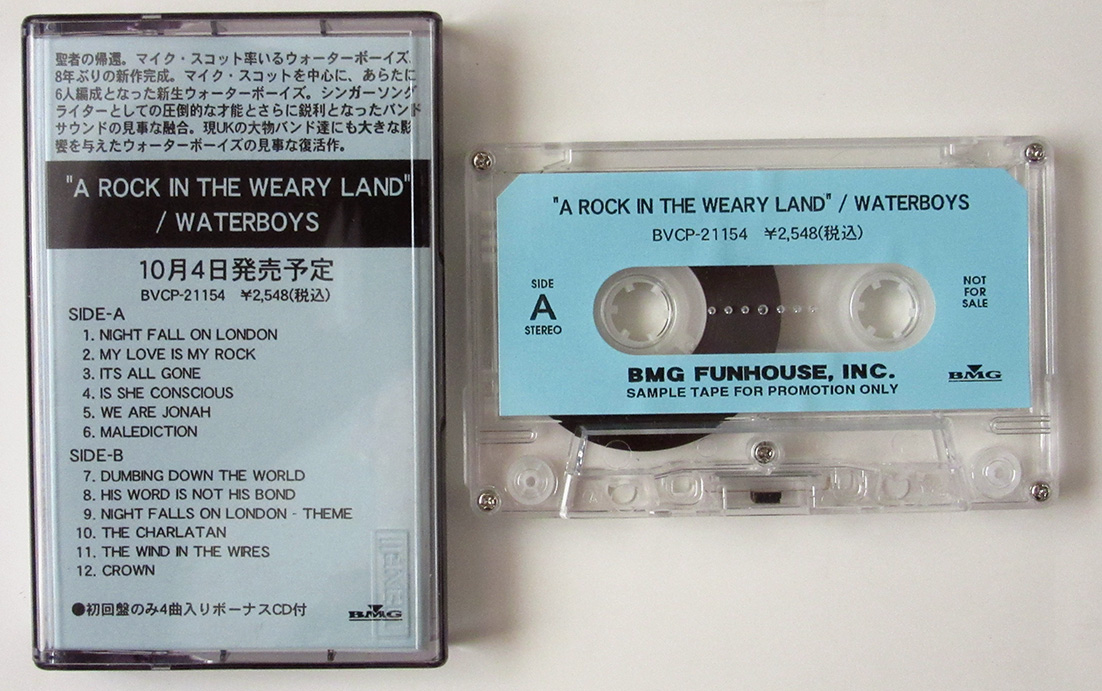 聖者の帰還。マイク・スコット率いるウォーターボーイズ、
8年ぶりの新作完成。マイク・スコットを中心に、あらたに
6人編成となった新生ウォーターボーイズ。シンガーソング
ライターとしての圧倒的な才能とさらに鋭利となったバンド
サウンドの見事な融合。現UKの大物バンド達にも大きな影
響を与えたウォーターボーイズの見事な復活作。
"A ROCK IN THE WEARY LAND"
/ WATERBOYS
10月4日発売予定
BVCP-21154 ¥2,548(税込)
SIDE-A
1. NIGHT FALL ON LONDON
2. MY LOVE IS MY ROCK
3. ITS ALL GONE
4. IS SHE CONSCIOUS
5. WE ARE JONAH
6. MALEDICTION
SIDE-B
7. DUMBING DOWN THE WORLD
8. HIS WORD IS NOT HIS BOND
9. NIGHT FALLS ON LONDON - THEME
10. THE CHARLATAN
11. THE WIND IN THE WIRES
12. CROWN
●初回盤のみ4曲入りボーナスCD付
BMG
"A ROCK IN THE WEARY LAND" / WATERBOYS
BVCP-21154 ¥2,548(税込)
SIDE
A
STEREO
NOT
FOR
SALE
BMG FUNHOUSE, INC.
SAMPLE TAPE FOR PROMOTION ONLY
BMG